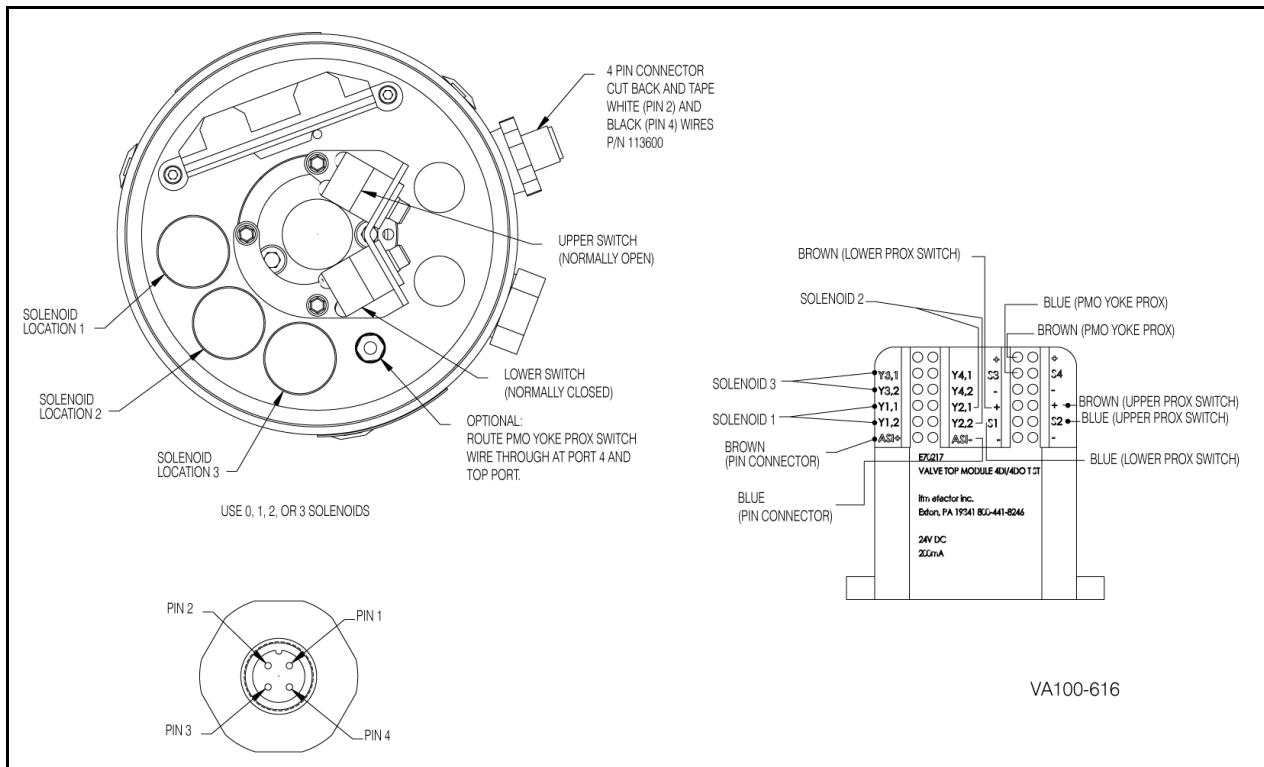 4 PIN CONNECTOR
CUT BACK AND TAPE
WHITE (PIN 2) AND
BLACK (PIN 4) WIRES
P/N 113600
UPPER SWITCH
(NORMALLY OPEN)
LOWER SWITCH
(NORMALLY CLOSED)
OPTIONAL:
ROUTE PMO YOKE PROX SWITCH
WIRE THROUGH AT PORT 4 AND
TOP PORT.
SOLENOID
LOCATION 1
SOLENOID
LOCATION 2
SOLENOID
LOCATION 3
USE 0, 1, 2, OR 3 SOLENOIDS
PIN 2
PIN 1
PIN 3
PIN 4
BROWN (LOWER PROX SWITCH)
SOLENOID 2
BLUE (PMO YOKE PROX)
BROWN (PMO YOKE PROX)
SOLENOID 3
SOLENOID 1
BROWN
(PIN CONNECTOR)
BLUE
(PIN CONNECTOR)
BROWN (UPPER PROX SWITCH)
BLUE (UPPER PROX SWITCH)
BLUE (LOWER PROX SWITCH)
+ +
Y3,1 Y4,1 S3 S4
Y3,2 Y4,2 - -
Y1,1 Y2,1 + +
Y1,2 Y2,2 S1 S2
ASI+ ASI- - -
E70217
VALVE TOP MODULE 4DI/4DO T ST
ifm efector inc.
Exton, PA 19341 800-441-8246
24V DC
200mA
VA100-616